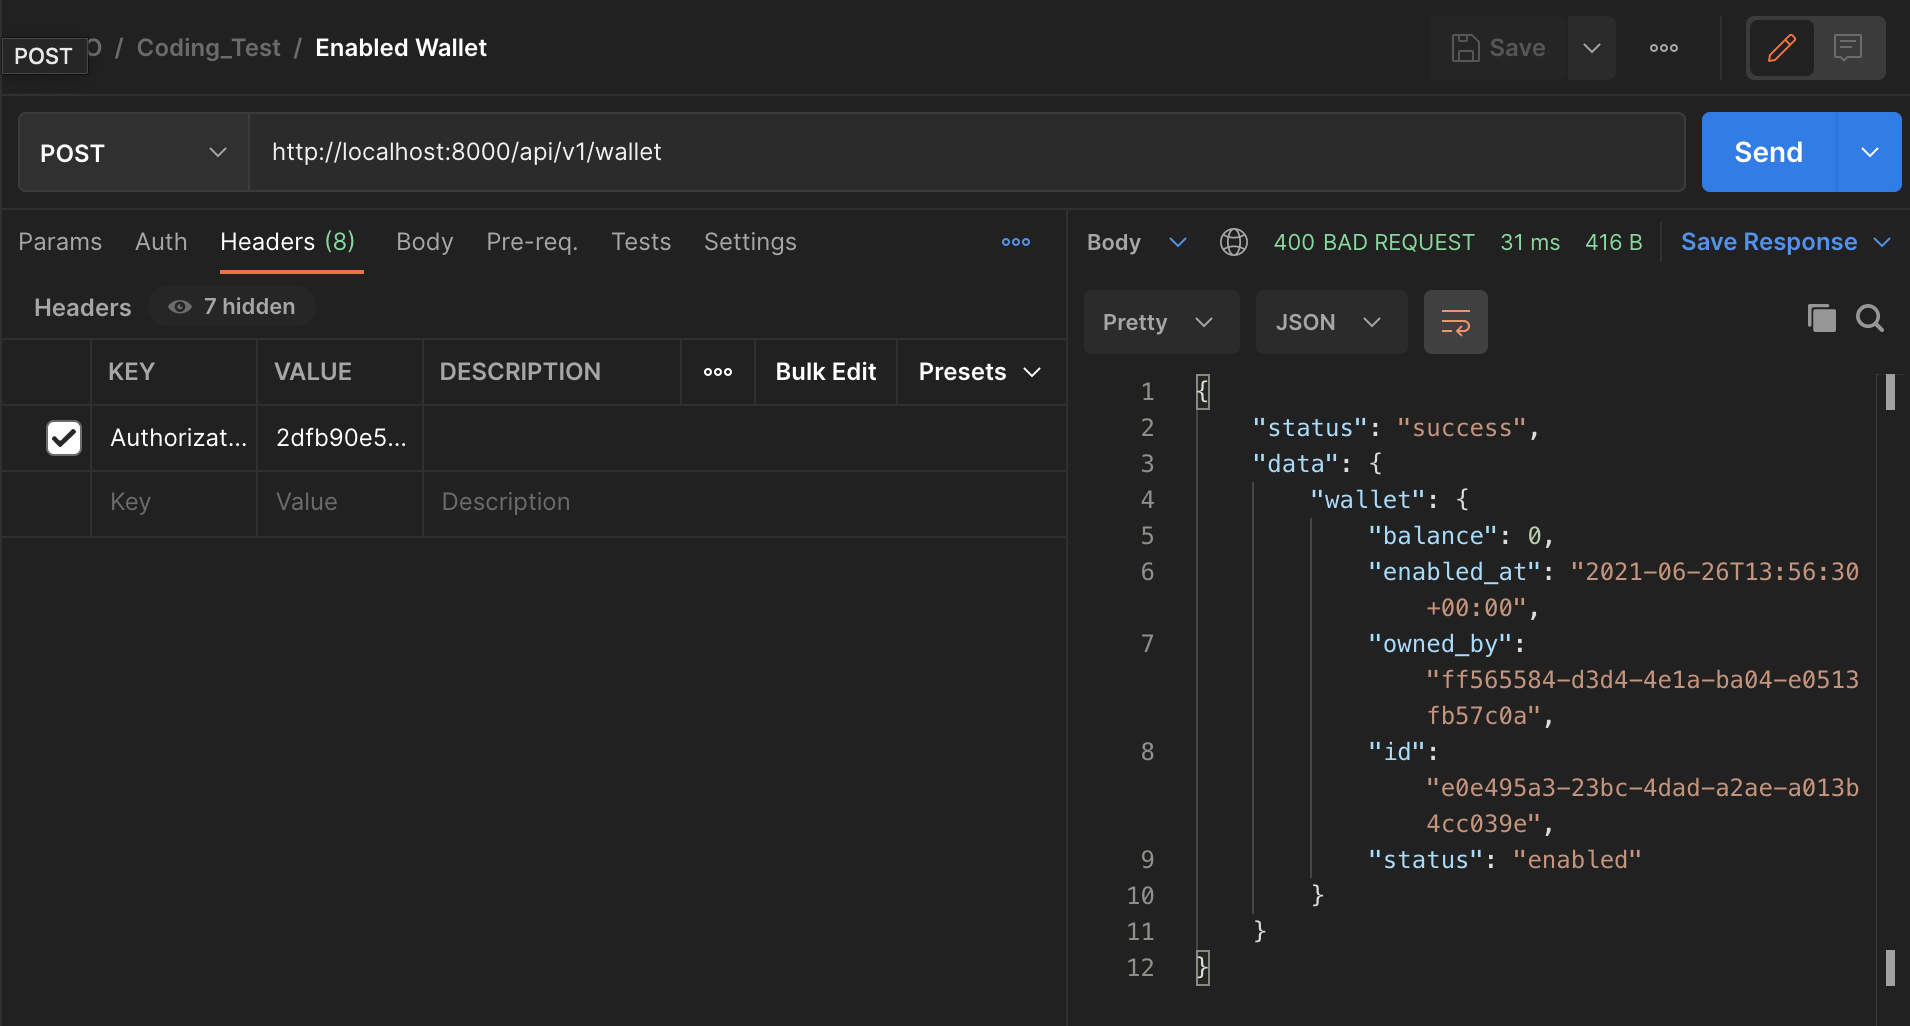 POST O / Coding_Test / Enabled Wallet Save
POST http://localhost:8000/api/v1/wallet Send
Params Auth Headers (8) Body Pre-req. Tests Settings
Headers 7 hidden
KEY VALUE DESCRIPTION Bulk Edit Presets
Authorizat... 2dfb90e5...
Key Value Description
Body 400 BAD REQUEST 31 ms 416 B Save Response
Pretty JSON
1 {
2 "status": "success",
3 "data": {
4 "wallet": {
5 "balance": 0,
6 "enabled_at": "2021-06-26T13:56:30
+00:00",
7 "owned_by":
"ff565584-d3d4-4e1a-ba04-e0513
fb57c0a",
8 "id":
"e0e495a3-23bc-4dad-a2ae-a013b
4cc039e",
9 "status": "enabled"
10 }
11 }
12 }